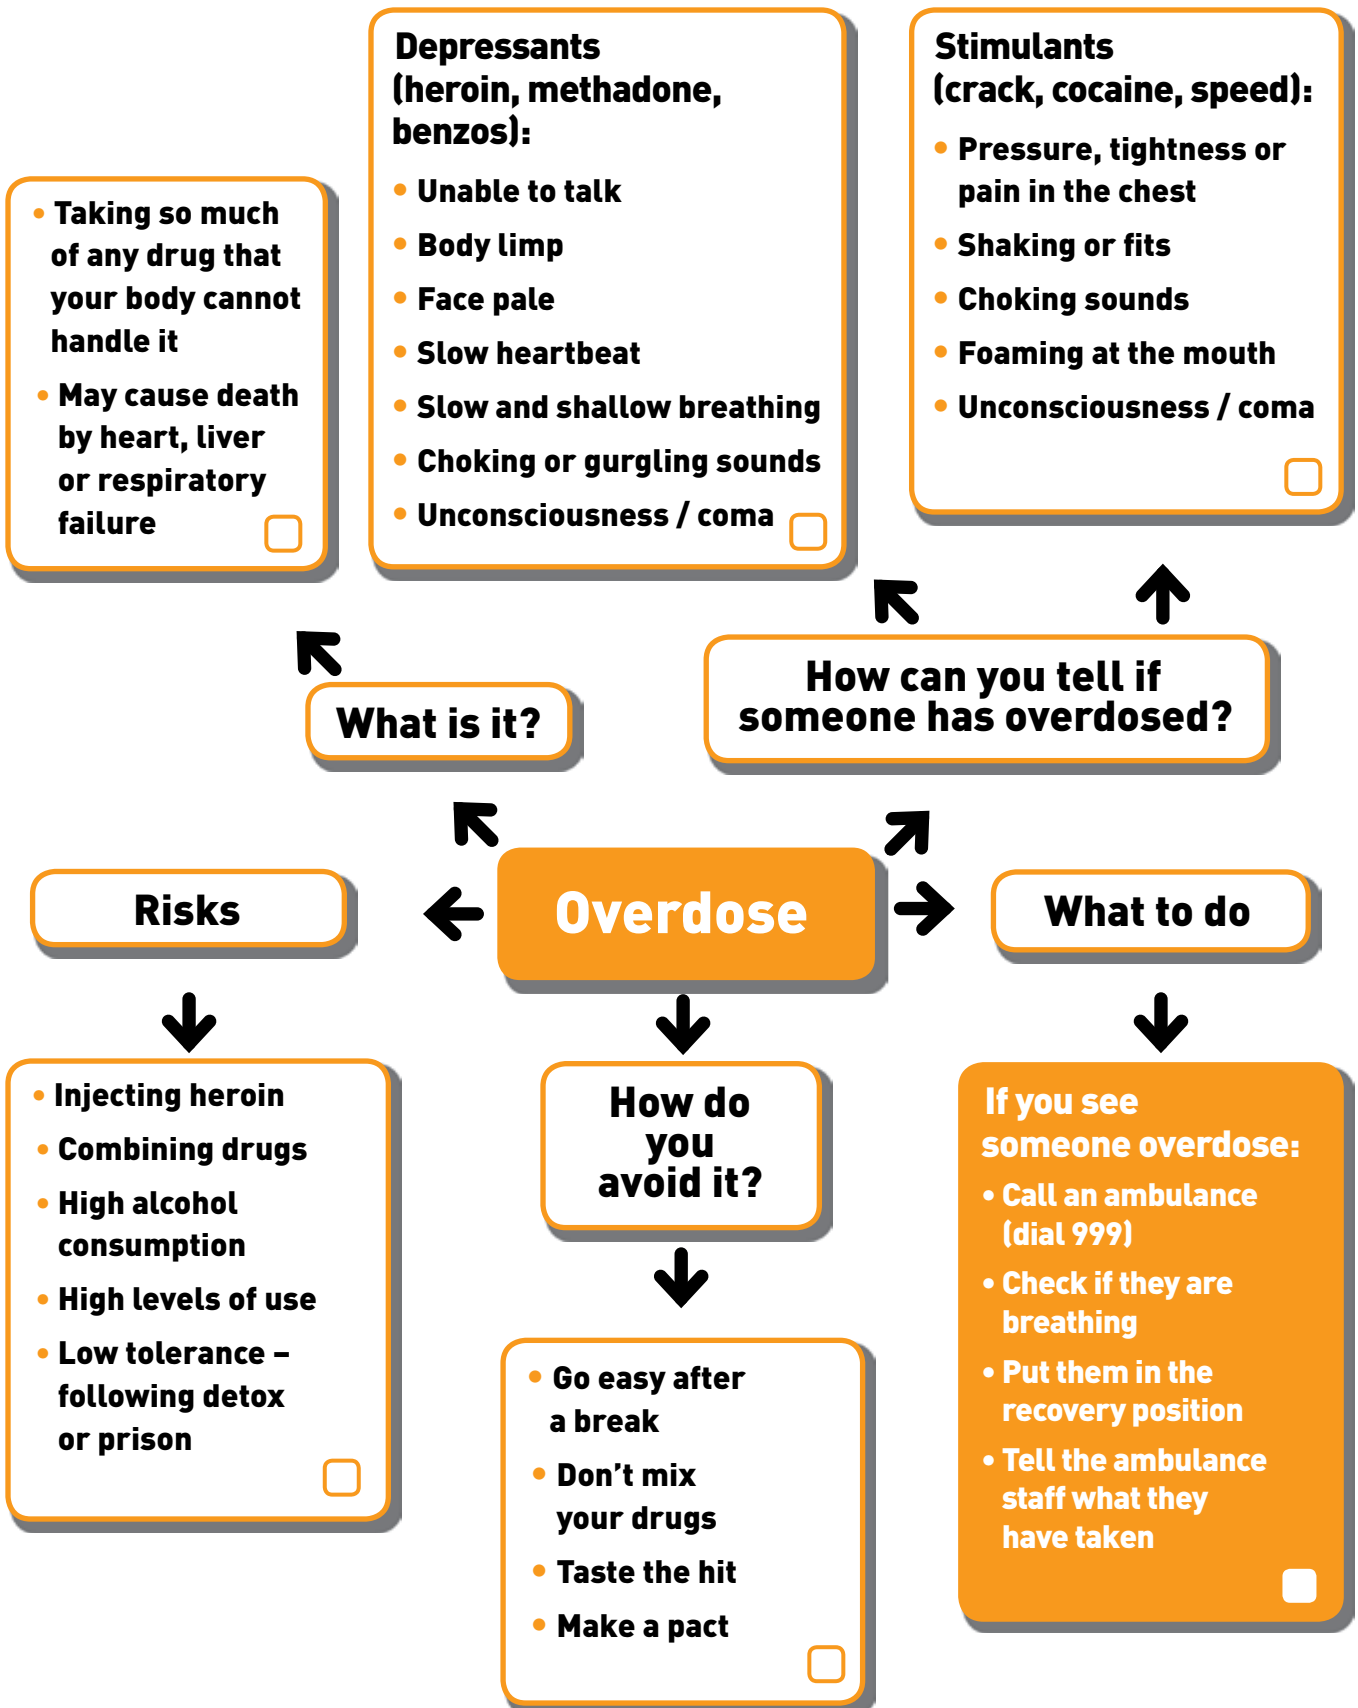 Depressants
(heroin, methadone,
benzos):
• Unable to talk
• Body limp
• Face pale
• Slow heartbeat
• Slow and shallow breathing
• Choking or gurgling sounds
• Unconsciousness / coma
Stimulants
(crack, cocaine, speed):
• Pressure, tightness or
pain in the chest
• Shaking or fits
• Choking sounds
• Foaming at the mouth
• Unconsciousness / coma
• Taking so much
of any drug that
your body cannot
handle it
• May cause death
by heart, liver
or respiratory
failure
What is it?
How can you tell if
someone has overdosed?
Risks
Overdose
What to do
• Injecting heroin
• Combining drugs
• High alcohol
consumption
• High levels of use
• Low tolerance –
following detox
or prison
How do
you
avoid it?
• Go easy after
a break
• Don’t mix
your drugs
• Taste the hit
• Make a pact
If you see
someone overdose:
• Call an ambulance
(dial 999)
• Check if they are
breathing
• Put them in the
recovery position
• Tell the ambulance
staff what they
have taken